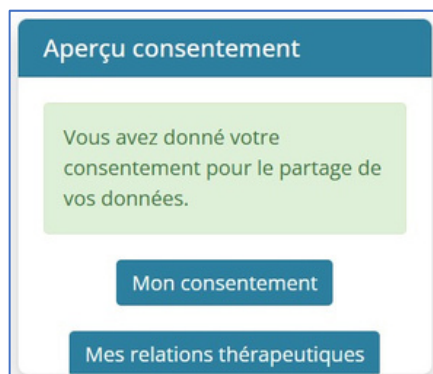 Aperçu consentement
Vous avez donné votre
consentement pour le partage de
vos données.
Mon consentement
Mes relations thérapeutiques